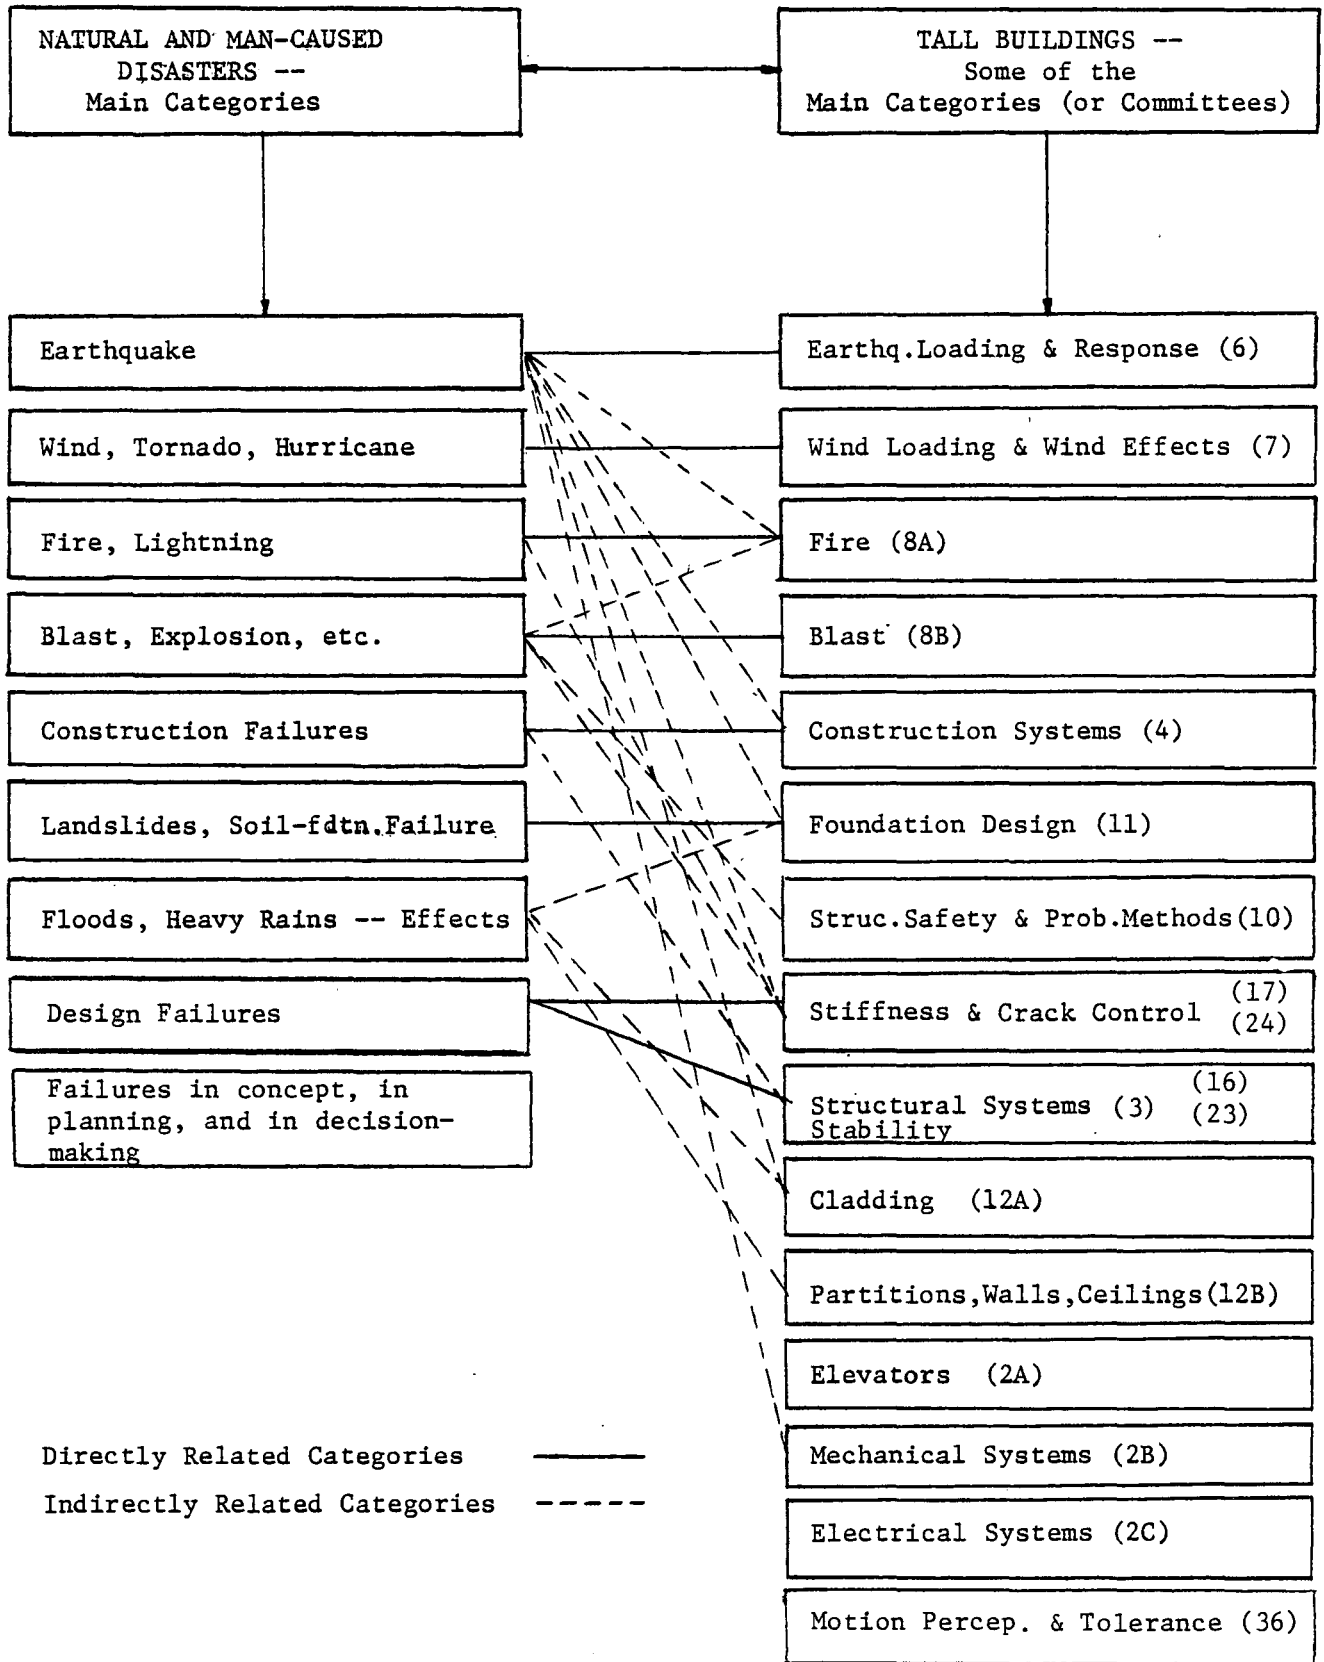 NATURAL AND MAN-CAUSED
DISASTERS --
Main Categories
TALL BUILDINGS --
Some of the
Main Categories (or Committees)
Earthquake
Wind, Tornado, Hurricane
Fire, Lightning
Blast, Explosion, etc.
Construction Failures
Landslides, Soil-fdtn.Failure
Floods, Heavy Rains -- Effects
Design Failures
Failures in concept, in
planning, and in decision-
making
Earthq.Loading & Response (6)
Wind Loading & Wind Effects (7)
Fire (8A)
Blast (8B)
Construction Systems (4)
Foundation Design (11)
Struc.Safety & Prob.Methods(10)
Stiffness & Crack Control (17)
(24)
Structural Systems (3) (16)
Stability (23)
Cladding (12A)
Partitions,Walls,Ceilings(12B)
Elevators (2A)
Mechanical Systems (2B)
Electrical Systems (2C)
Motion Percep. & Tolerance (36)
Directly Related Categories
Indirectly Related Categories